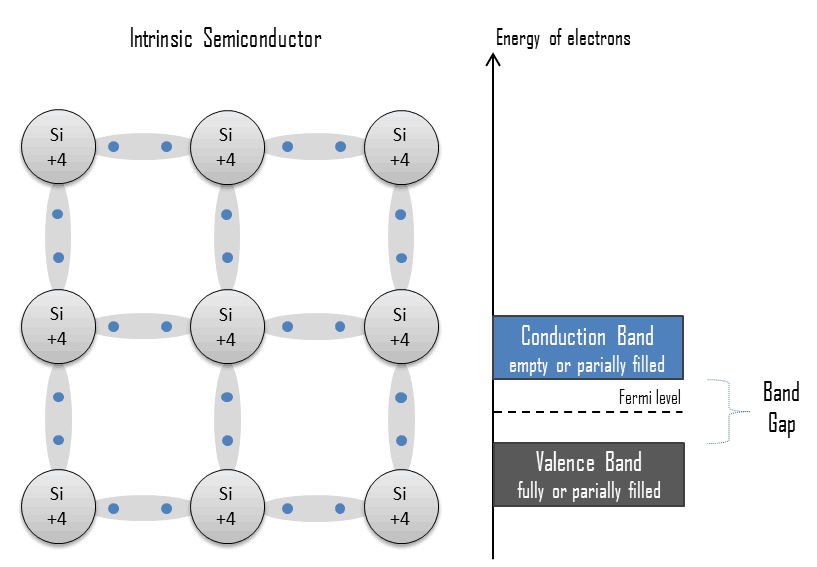 Intrinsic Semiconductor
Energy of electrons
Si
+4
Si
+4
Si
+4
Si
+4
Si
+4
Si
+4
Si
+4
Si
+4
Si
+4
Conduction Band
empty or parially filled
Fermi level
Band
Gap
Valence Band
fully or parially filled